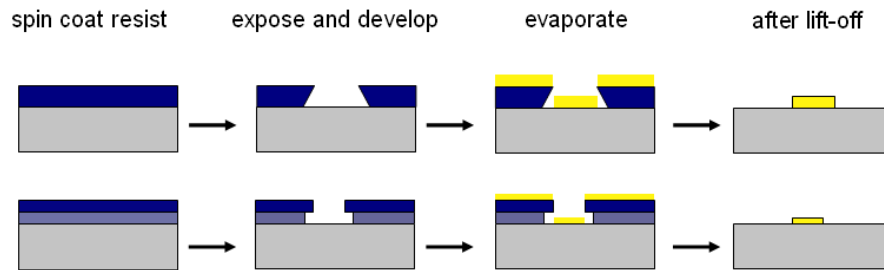 spin coat resist
expose and develop
evaporate
after lift-off